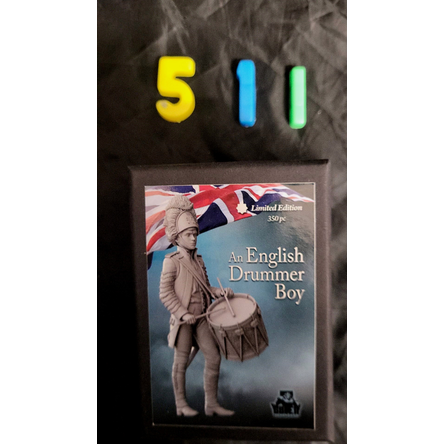 5 1 1
Limited Edition
350 pc
An English
Drummer
Boy